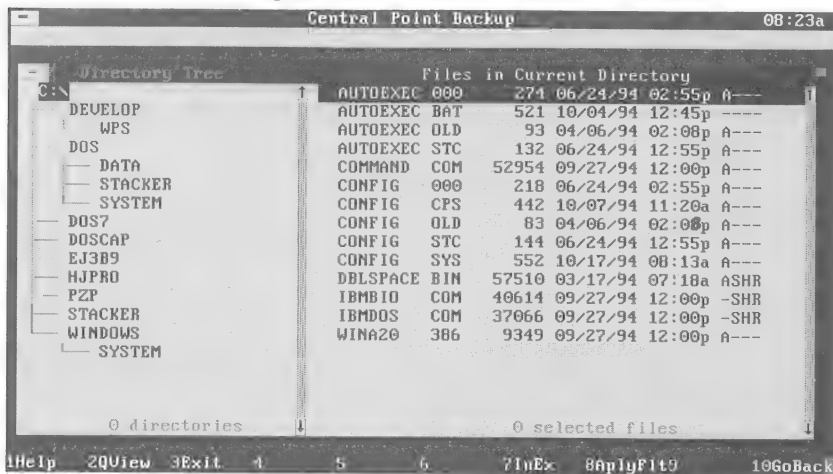 Central Point Backup 08:23a
Directory Tree
C:\
DEVELOP
WPS
DOS
DATA
STACKER
SYSTEM
DOS7
DOSCAP
EJ3B9
HJPRO
PZP
STACKER
WINDOWS
SYSTEM
0 directories
Files in Current Directory
AUTOEXEC 000 274 06/24/94 02:55p A---
AUTOEXEC BAT 521 10/04/94 12:45p ----
AUTOEXEC OLD 93 04/06/94 02:08p A---
AUTOEXEC STC 132 06/24/94 12:55p A---
COMMAND COM 52954 09/27/94 12:00p A---
CONFIG 000 218 06/24/94 02:55p A---
CONFIG CPS 442 10/07/94 11:20a A---
CONFIG OLD 83 04/06/94 02:08p A---
CONFIG STC 144 06/24/94 12:55p A---
CONFIG SYS 552 10/17/94 08:13a A---
DBLSPACE BIN 57510 03/17/94 07:18a ASHR
IBMBIO COM 40614 09/27/94 12:00p -SHR
IBMDOS COM 37066 09/27/94 12:00p -SHR
WINA20 386 9349 09/27/94 12:00p A---
0 selected files
1Help 2QView 3Exit 4 5 6 7InEx 8AplyFlt9 10GoBack